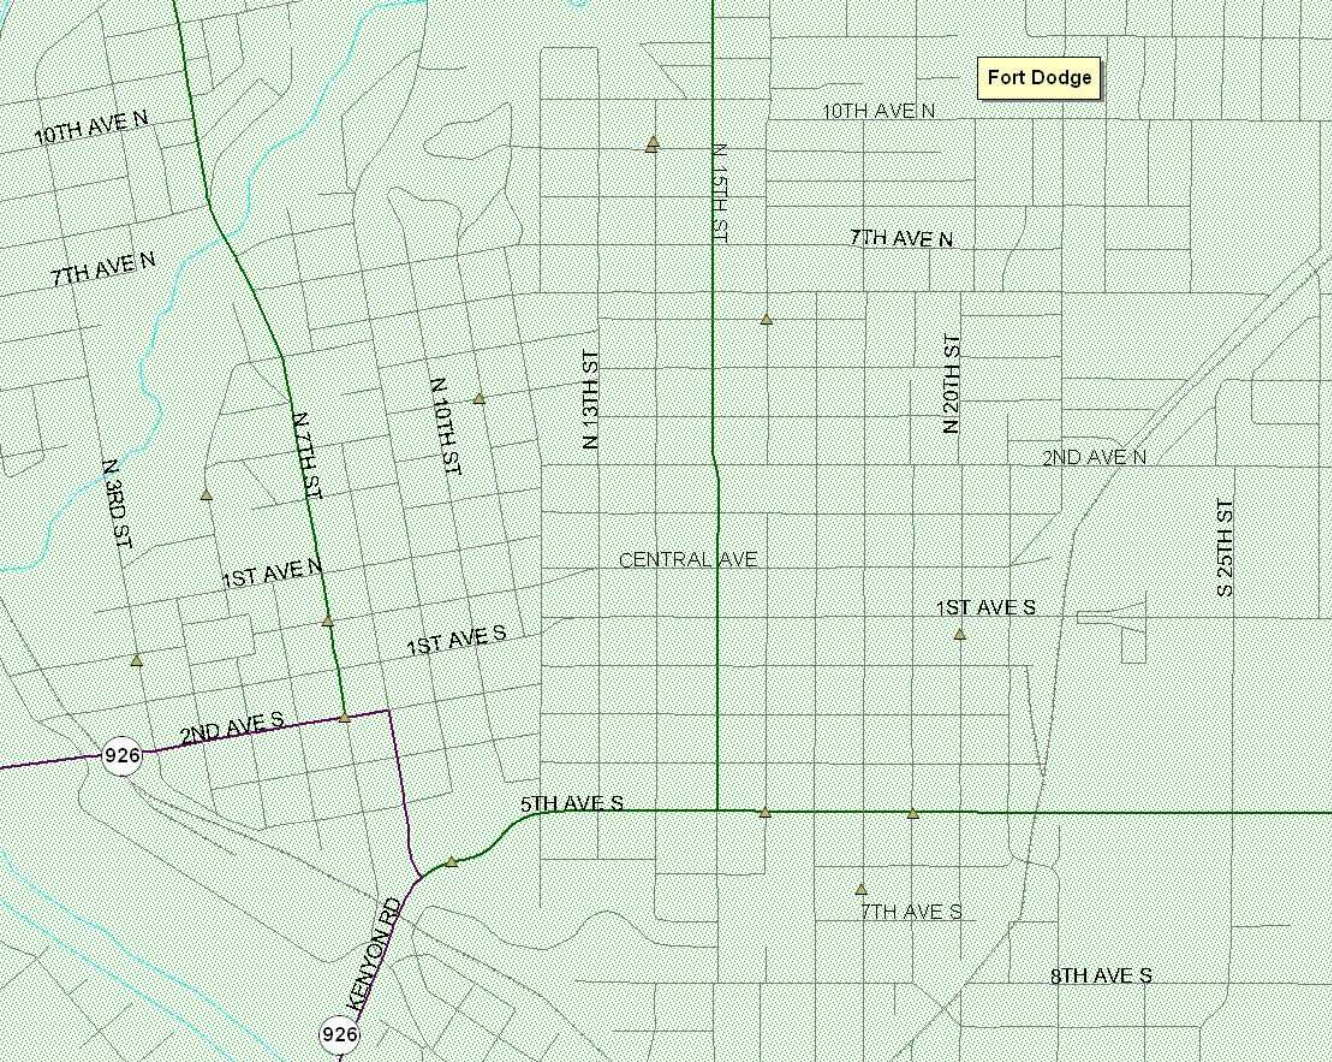 Fort Dodge
10TH AVE N
10TH AVE N
N 15TH ST
7TH AVE N
7TH AVE N
N 13TH ST
N 20TH ST
N 10TH ST
N 7TH ST
2ND AVE N
N 3RD ST
S 25TH ST
CENTRAL AVE
1ST AVE N
1ST AVE S
1ST AVE S
2ND AVE S
926
5TH AVE S
7TH AVE S
KENYON RD
8TH AVE S
926